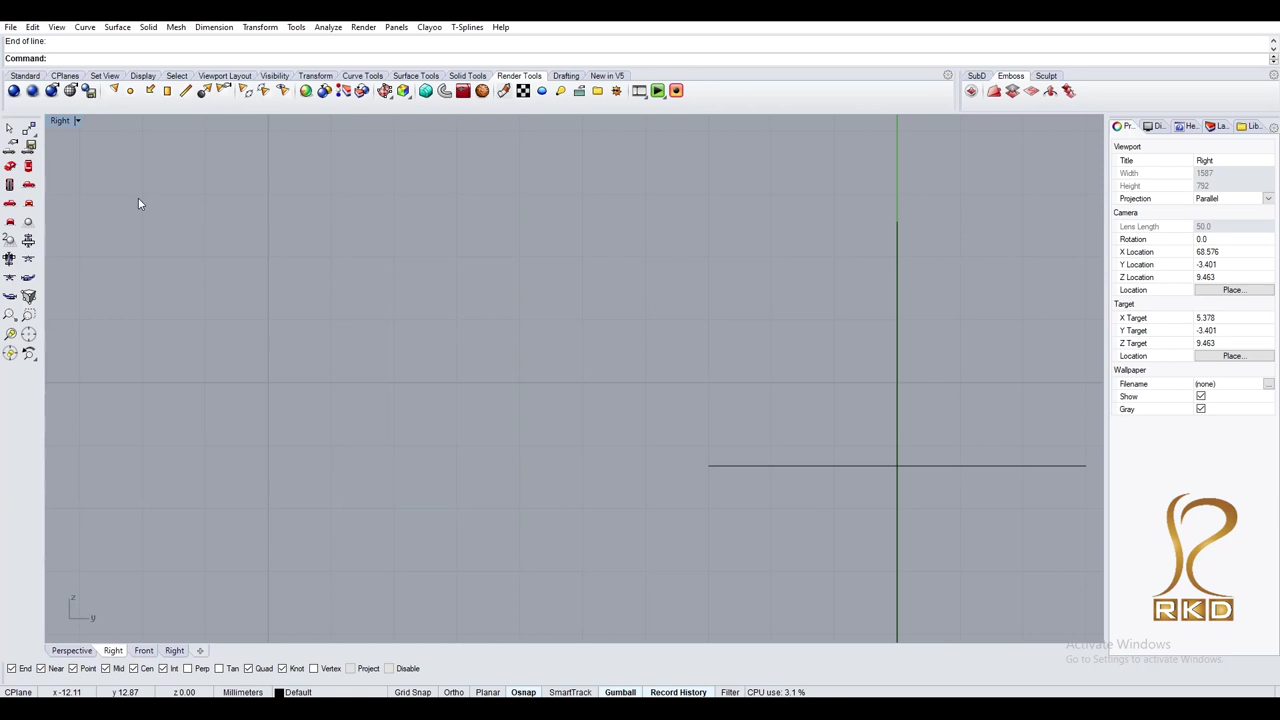 File Edit View Curve Surface Solid Mesh Dimension Transform Tools Analyze Render Panels Clayoo T-Splines Help
End of line:
Command:
Standard CPlanes Set View Display Select Viewport Layout Visibility Transform Curve Tools Surface Tools Solid Tools Render Tools Drafting New in V5 SubD Emboss Sculpt
Right
Pr... Di... He... La... Lib...
Viewport
Title Right
Width 1587
Height 792
Projection Parallel
Camera
Lens Length 50.0
Rotation 0.0
X Location 68.576
Y Location -3.401
Z Location 9.463
Location Place...
Target
X Target 5.378
Y Target -3.401
Z Target 9.463
Location Place...
Wallpaper
Filename (none) ...
Show
Gray
2
z
y
RKD
Activate Windows
Go to Settings to activate Windows.
Perspective Right Front Right
End Near Point Mid Cen Int Perp Tan Quad Knot Vertex Project Disable
CPlane x -12.11 y 12.87 z 0.00 Millimeters Default Grid Snap Ortho Planar Osnap SmartTrack Gumball Record History Filter CPU use: 3.1 %